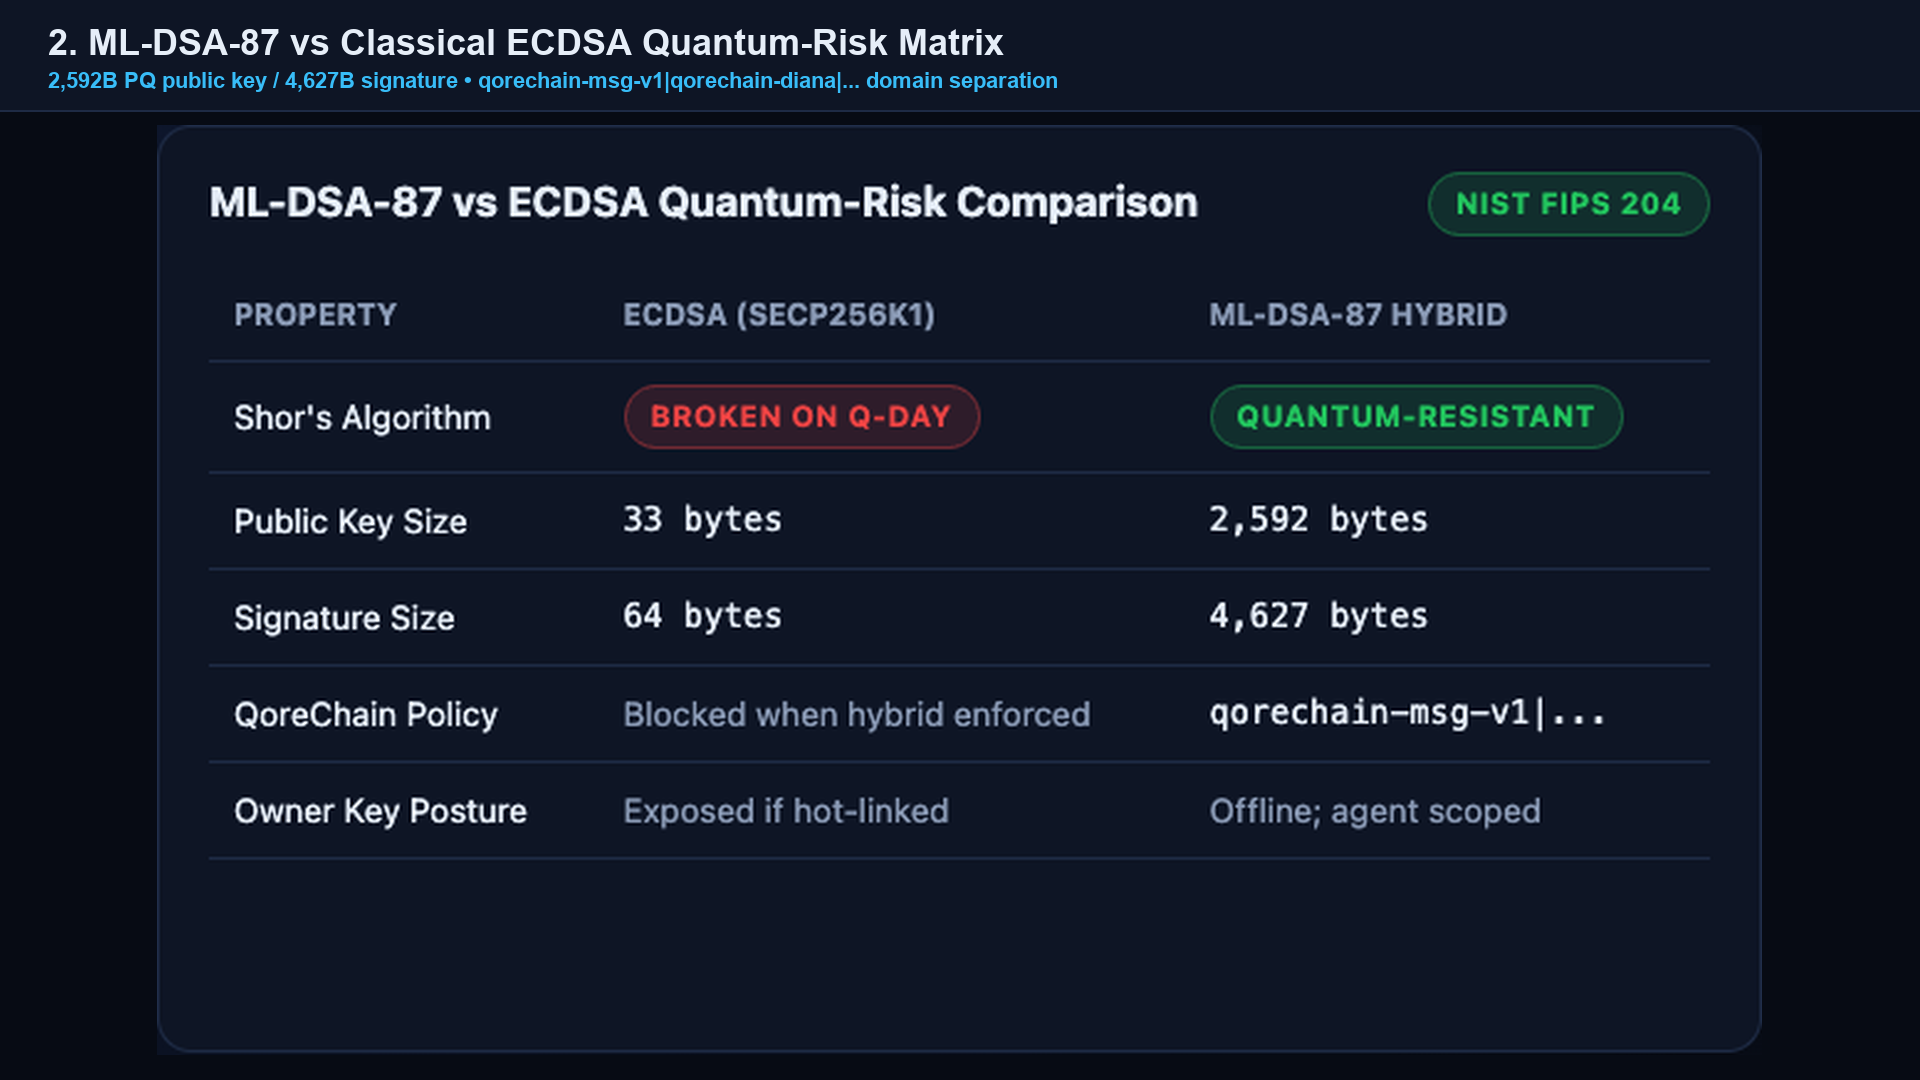 2. ML-DSA-87 vs Classical ECDSA Quantum-Risk Matrix
2,592B PQ public key / 4,627B signature • qorechain-msg-v1|qorechain-diana|... domain separation
ML-DSA-87 vs ECDSA Quantum-Risk Comparison
NIST FIPS 204
PROPERTY ECDSA (SECP256K1) ML-DSA-87 HYBRID
Shor's Algorithm BROKEN ON Q-DAY QUANTUM-RESISTANT
Public Key Size 33 bytes 2,592 bytes
Signature Size 64 bytes 4,627 bytes
QoreChain Policy Blocked when hybrid enforced qorechain-msg-v1|...
Owner Key Posture Exposed if hot-linked Offline; agent scoped